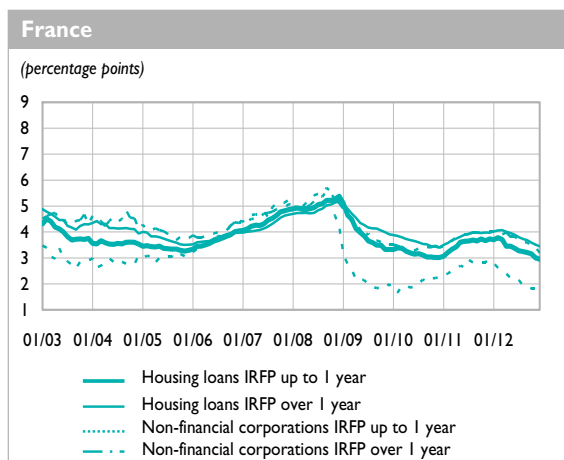 France
(percentage points)
9
8
7
6
5
4
3
2
1
01/03 01/04 01/05 01/06 01/07 01/08 01/09 01/10 01/11 01/12
Housing loans IRFP up to 1 year
Housing loans IRFP over 1 year
Non-financial corporations IRFP up to 1 year
Non-financial corporations IRFP over 1 year